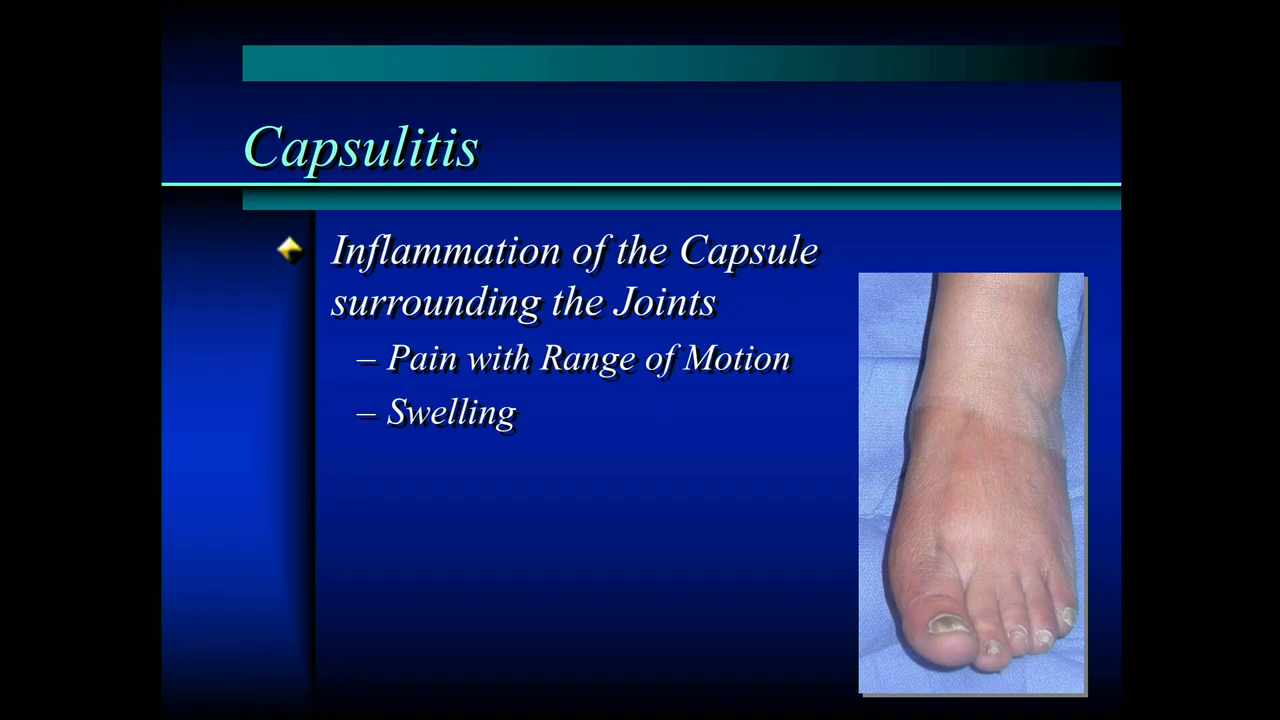 Capsulitis
Inflammation of the Capsule
surrounding the Joints
– Pain with Range of Motion
– Swelling